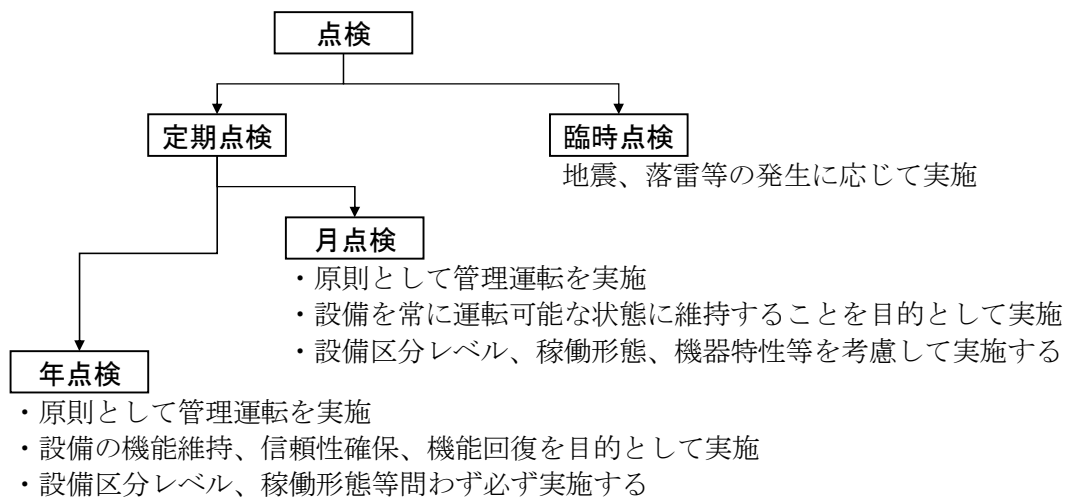 点検
定期点検
臨時点検
地震、落雷等の発生に応じて実施
月点検
・原則として管理運転を実施
・設備を常に運転可能な状態に維持することを目的として実施
・設備区分レベル、稼働形態、機器特性等を考慮して実施する
年点検
・原則として管理運転を実施
・設備の機能維持、信頼性確保、機能回復を目的として実施
・設備区分レベル、稼働形態等問わず必ず実施する